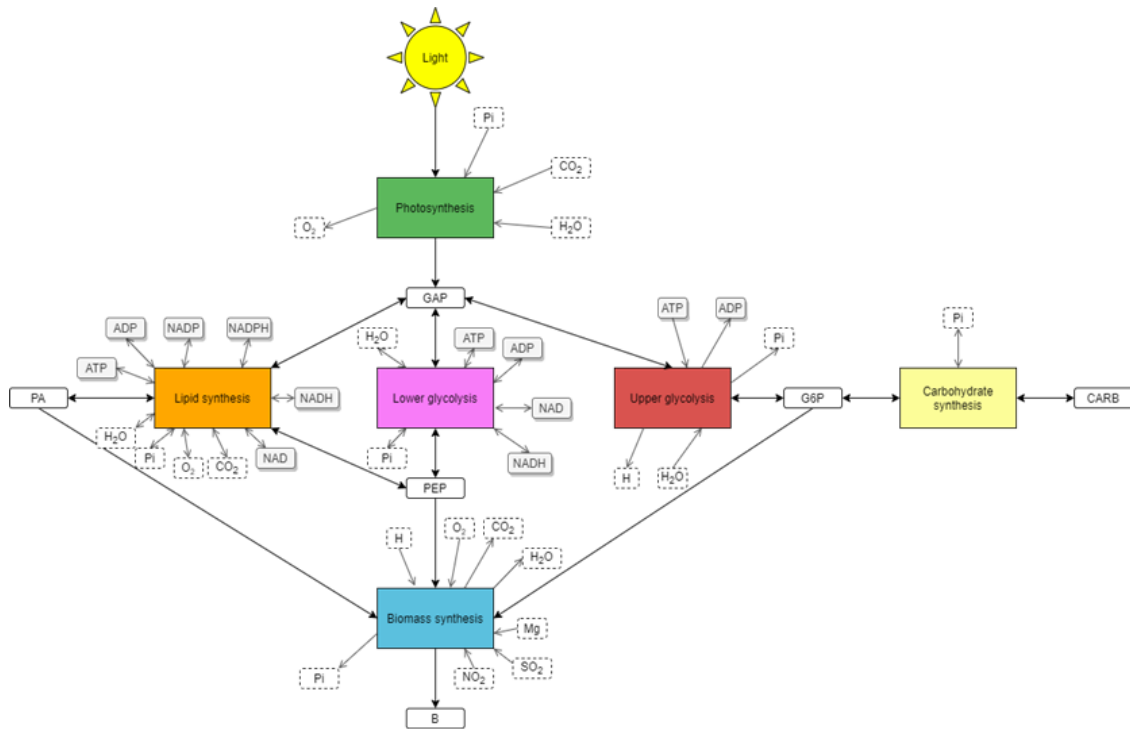 Light
Pi
CO₂
Photosynthesis
O₂
H₂O
GAP
ADP
NADP
NADPH
ATP
ADP
Pi
Pi
H₂O
ATP
ADP
ATP
PA
Lipid synthesis
NADH
Lower glycolysis
NAD
Upper glycolysis
G6P
Carbohydrate
synthesis
CARB
H₂O
Pi
O₂
CO₂
NAD
Pi
NADH
H
H₂O
PEP
H
O₂
CO₂
H₂O
Biomass synthesis
Mg
Pi
NO₂
SO₂
B